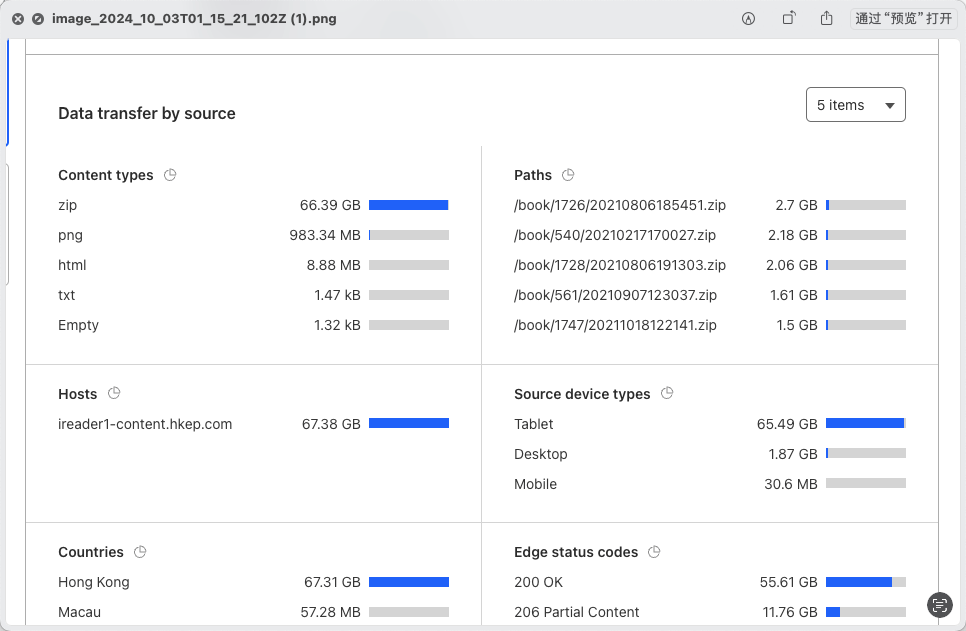 image_2024_10_03T01_15_21_102Z (1).png
通过“预览”打开
Data transfer by source
5 items
Content types
zip 66.39 GB
png 983.34 MB
html 8.88 MB
txt 1.47 kB
Empty 1.32 kB
Paths
/book/1726/20210806185451.zip 2.7 GB
/book/540/20210217170027.zip 2.18 GB
/book/1728/20210806191303.zip 2.06 GB
/book/561/20210907123037.zip 1.61 GB
/book/1747/20211018122141.zip 1.5 GB
Hosts
ireader1-content.hkep.com 67.38 GB
Source device types
Tablet 65.49 GB
Desktop 1.87 GB
Mobile 30.6 MB
Countries
Hong Kong 67.31 GB
Macau 57.28 MB
Edge status codes
200 OK 55.61 GB
206 Partial Content 11.76 GB